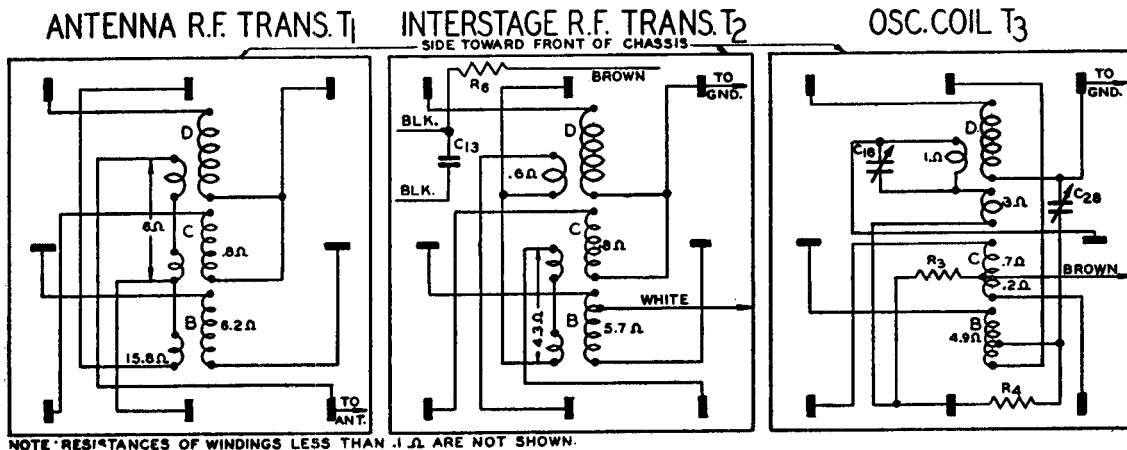 ANTENNA R.F. TRANS. T1 INTERSTAGE R.F. TRANS. T2 OSC. COIL T3
SIDE TOWARD FRONT OF CHASSIS
D
6Ω
C
.8Ω
B
6.2Ω
15.8Ω
TO
ANT.
R6
BROWN
TO
GND.
BLK.
C13
BLK.
D
.6Ω
C
8Ω
WHITE
4.3Ω
B
5.7Ω
TO
GND.
D
C16
1Ω
C28
.3Ω
R3
C
.7Ω
BROWN
.2Ω
B
4.9Ω
R4
NOTE: RESISTANCES OF WINDINGS LESS THAN .1 Ω ARE NOT SHOWN.